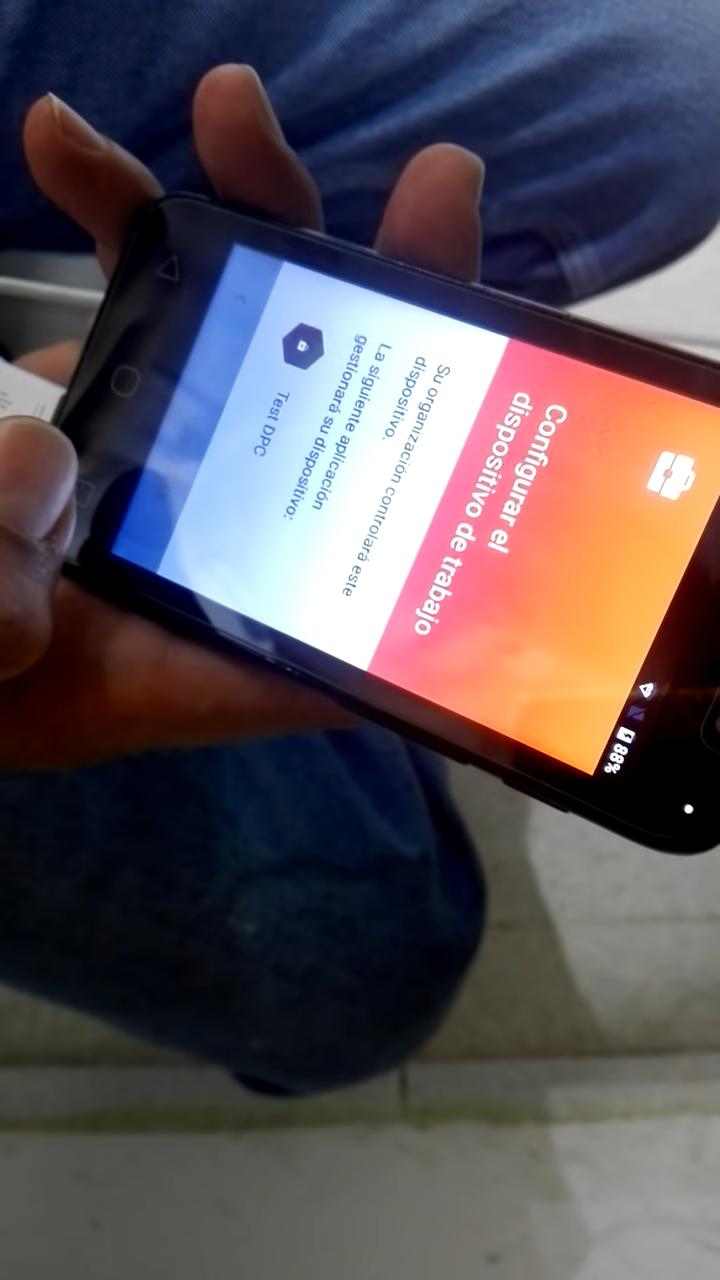 88%
Configurar el
dispositivo de trabajo
Su organización controlará este
dispositivo.
La siguiente aplicación
gestionará su dispositivo:
Test DPC